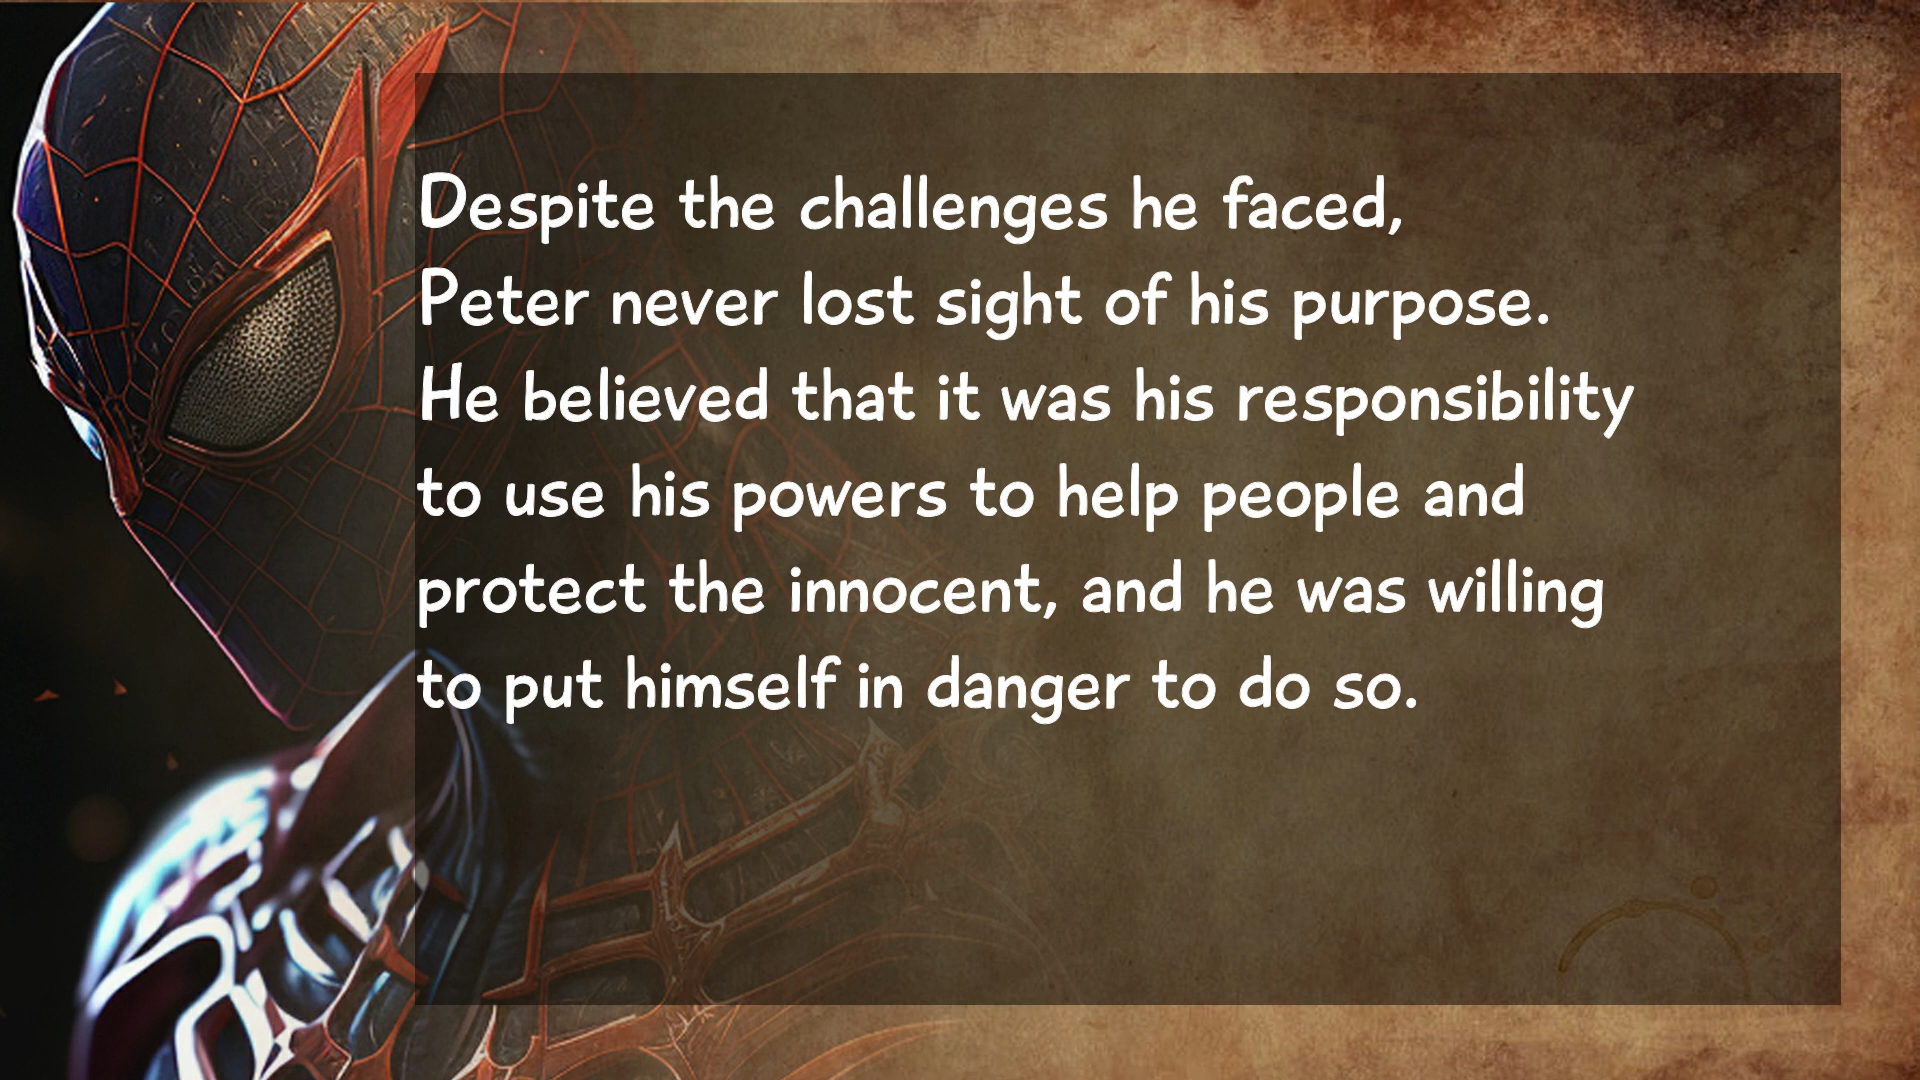 Despite the challenges he faced,
Peter never lost sight of his purpose.
He believed that it was his responsibility
to use his powers to help people and
protect the innocent, and he was willing
to put himself in danger to do so.